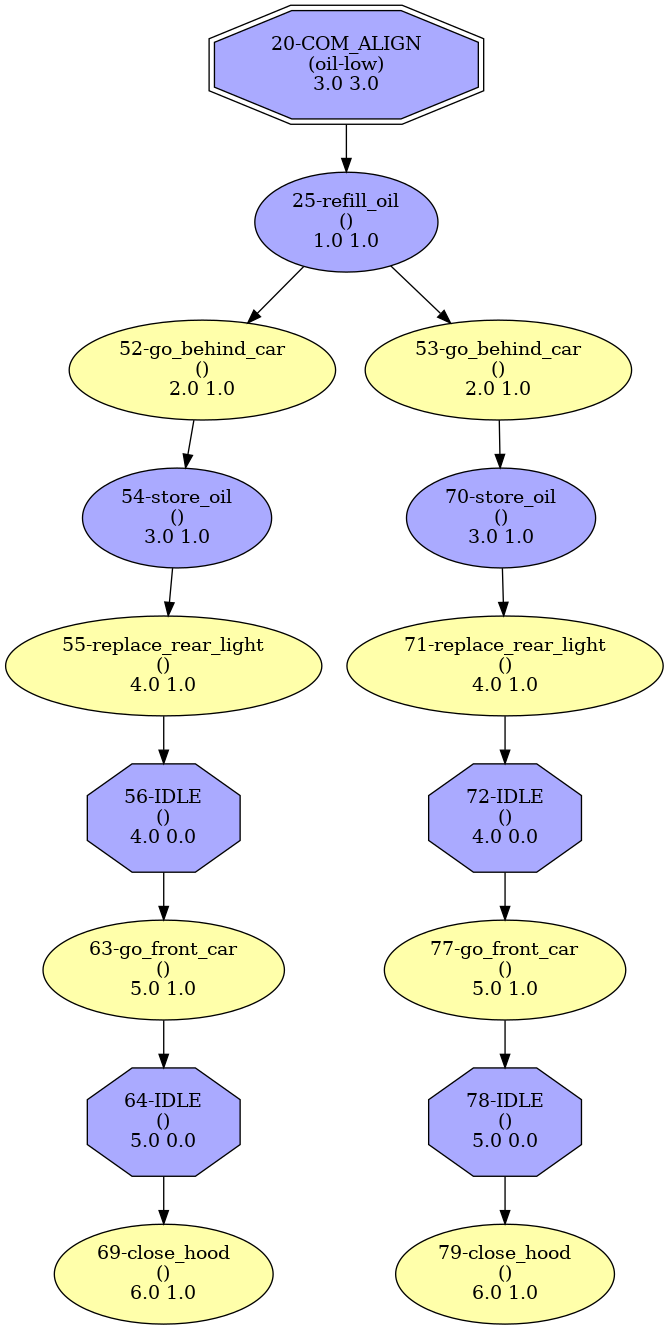 20-COM_ALIGN
(oil-low)
3.0 3.0
25-refill_oil
()
1.0 1.0
52-go_behind_car
()
2.0 1.0
53-go_behind_car
()
2.0 1.0
54-store_oil
()
3.0 1.0
70-store_oil
()
3.0 1.0
55-replace_rear_light
()
4.0 1.0
71-replace_rear_light
()
4.0 1.0
56-IDLE
()
4.0 0.0
72-IDLE
()
4.0 0.0
63-go_front_car
()
5.0 1.0
77-go_front_car
()
5.0 1.0
64-IDLE
()
5.0 0.0
78-IDLE
()
5.0 0.0
69-close_hood
()
6.0 1.0
79-close_hood
()
6.0 1.0